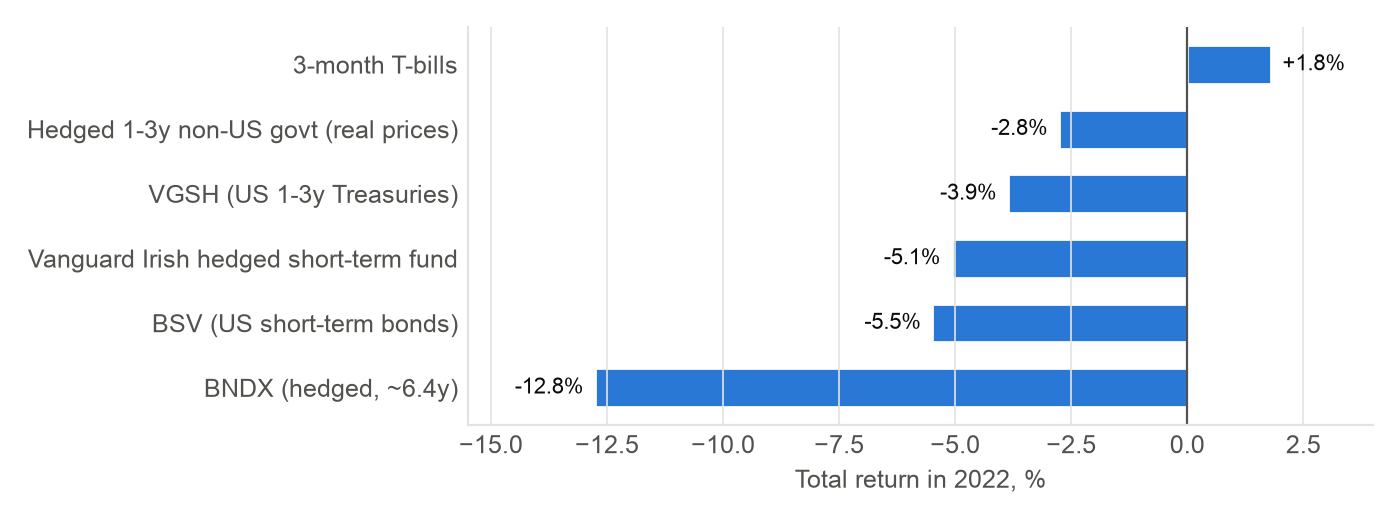 3-month T-bills
+1.8%
Hedged 1-3y non-US govt (real prices)
-2.8%
VGSH (US 1-3y Treasuries)
-3.9%
Vanguard Irish hedged short-term fund
-5.1%
BSV (US short-term bonds)
-5.5%
BNDX (hedged, ~6.4y)
-12.8%
−15.0 −12.5 −10.0 −7.5 −5.0 −2.5 0.0 2.5
Total return in 2022, %